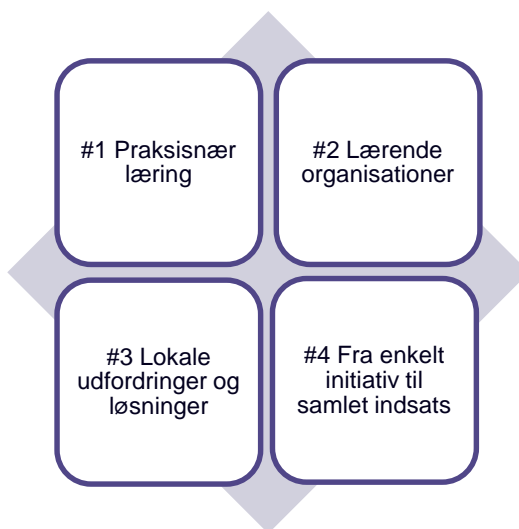 #1 Praksisnær
læring
#2 Lærende
organisationer
#3 Lokale
udfordringer og
løsninger
#4 Fra enkelt
initiativ til
samlet indsats